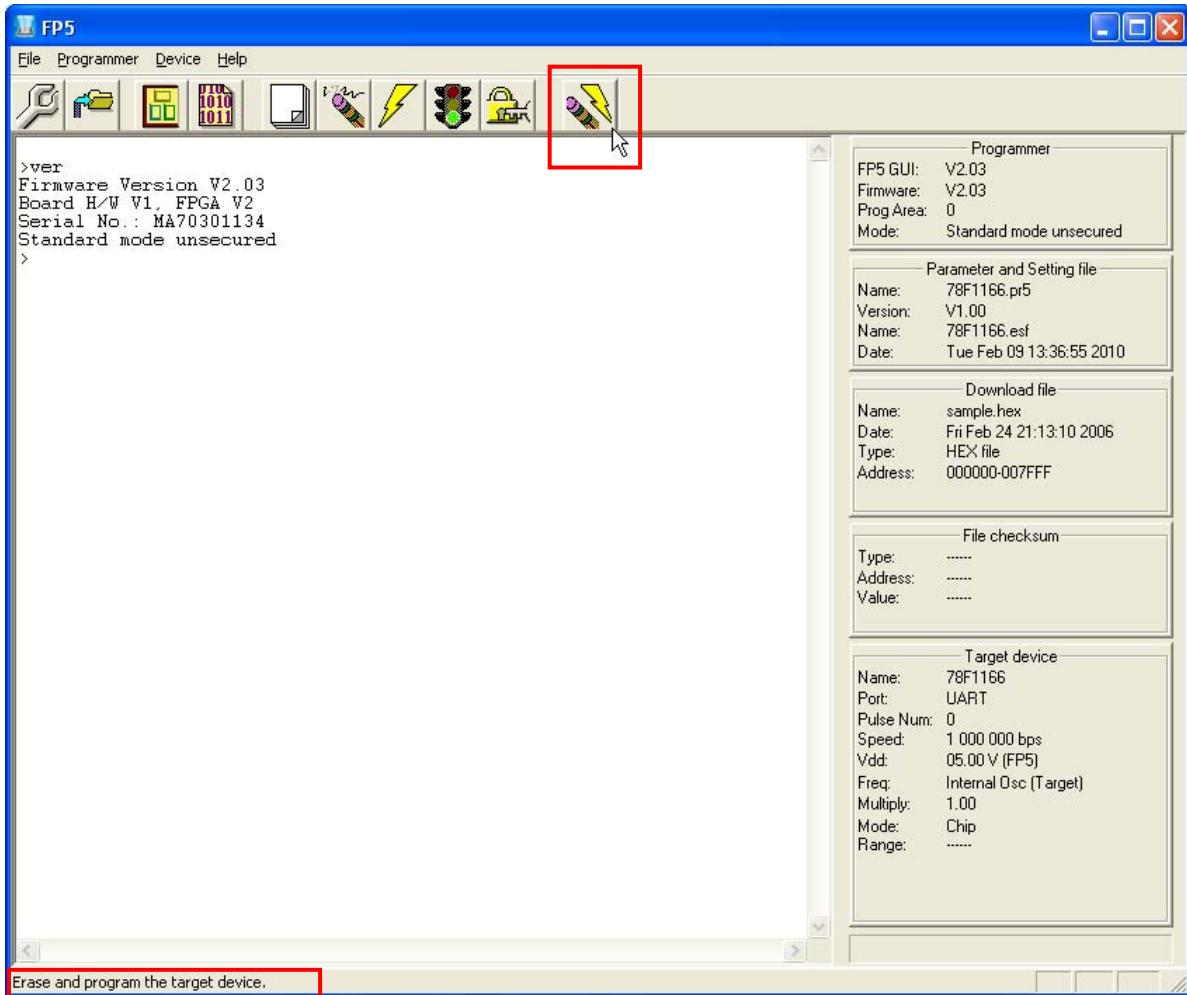 FP5
File Programmer Device Help
1010
1011
>ver
Firmware Version V2.03
Board H/W V1, FPGA V2
Serial No.: MA70301134
Standard mode unsecured
>
Programmer
FP5 GUI: V2.03
Firmware: V2.03
Prog Area: 0
Mode: Standard mode unsecured
Parameter and Setting file
Name: 78F1166.pr5
Version: V1.00
Name: 78F1166.esf
Date: Tue Feb 09 13:36:55 2010
Download file
Name: sample.hex
Date: Fri Feb 24 21:13:10 2006
Type: HEX file
Address: 000000-007FFF
File checksum
Type: ------
Address: ------
Value: ------
Target device
Name: 78F1166
Port: UART
Pulse Num: 0
Speed: 1 000 000 bps
Vdd: 05.00 V (FP5)
Freq: Internal Osc (Target)
Multiply: 1.00
Mode: Chip
Range: ------
Erase and program the target device.